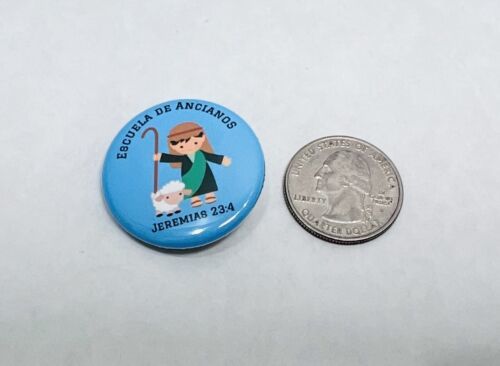 ESCUELA DE ANCIANOS
JEREMIAS 23:4
UNITED STATES OF AMERICA
LIBERTY
QUARTER DOLLAR